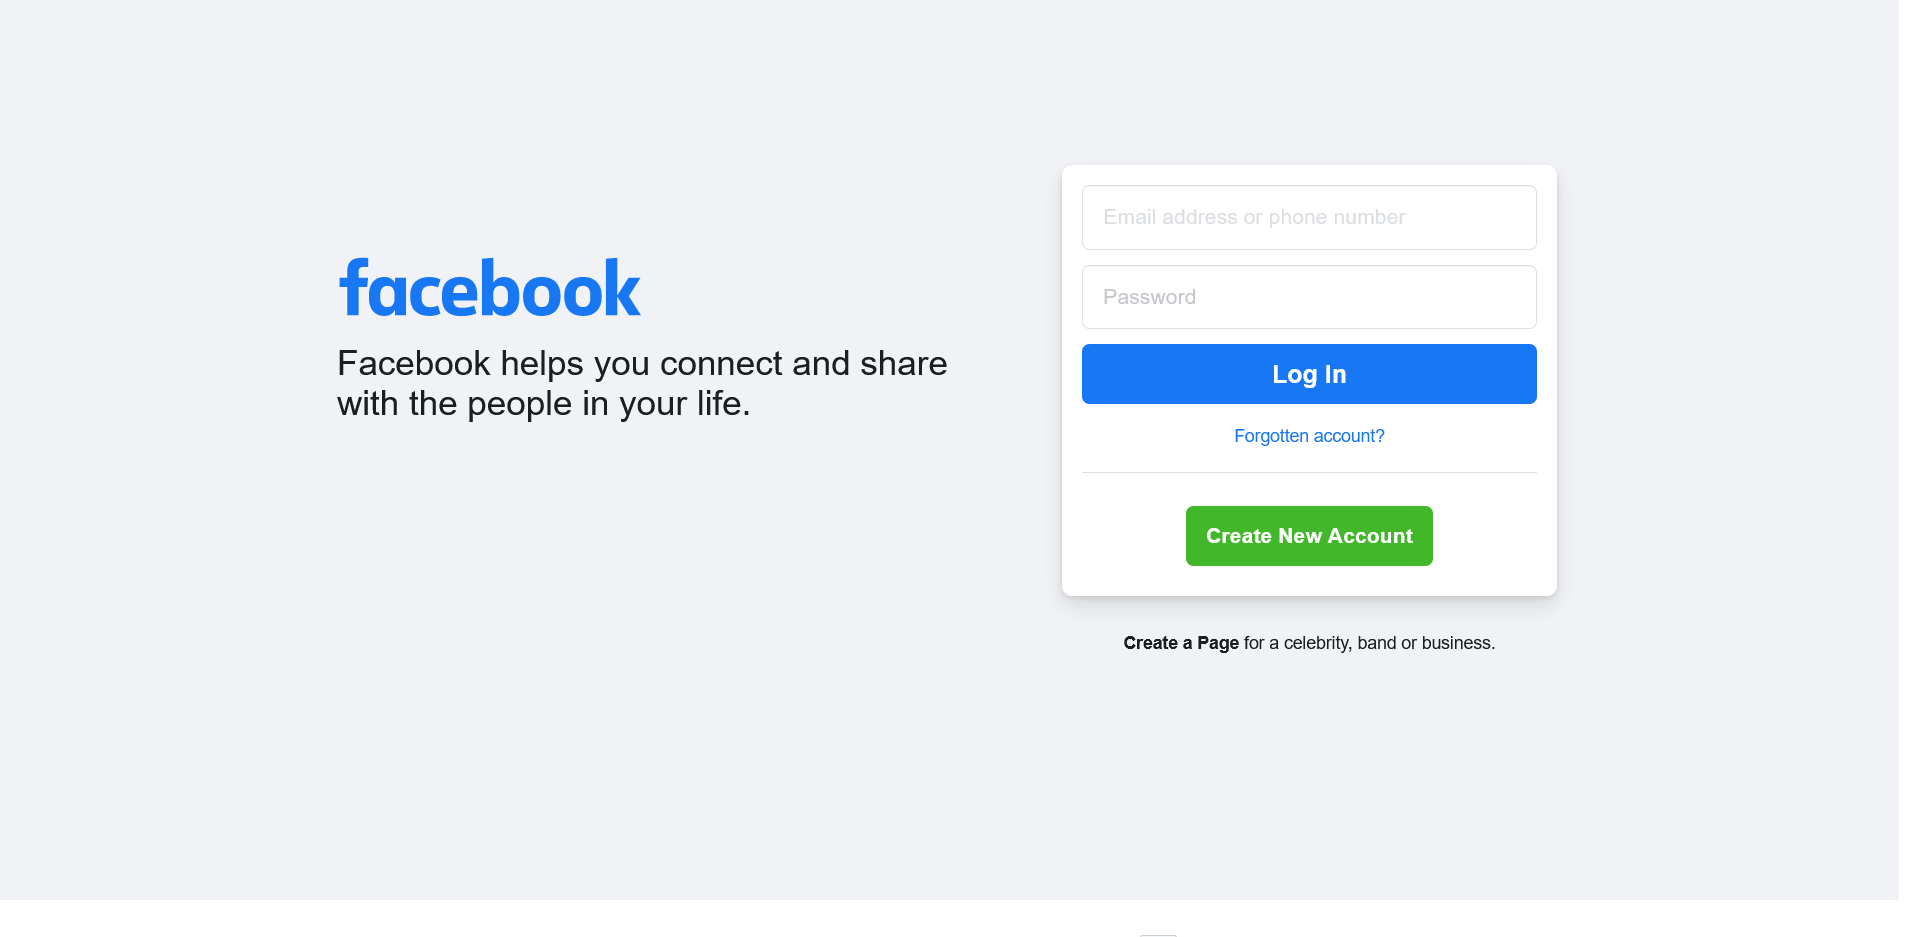 facebook
Facebook helps you connect and share
with the people in your life.
Email address or phone number
Password
Log In
Forgotten account?
Create New Account
Create a Page for a celebrity, band or business.